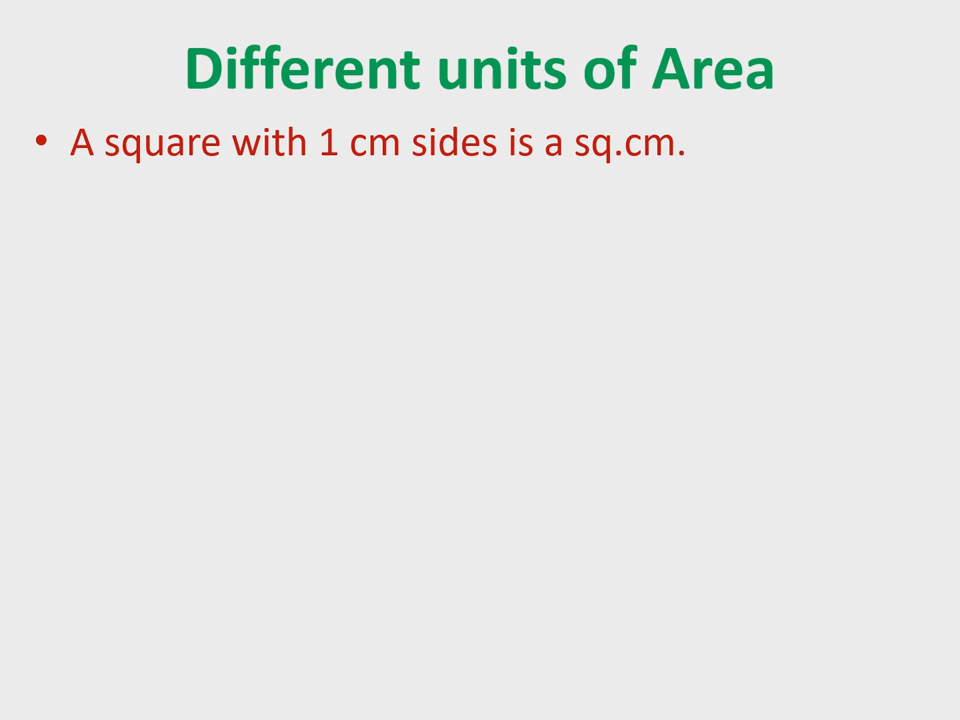 Different units of Area
• A square with 1 cm sides is a sq.cm.